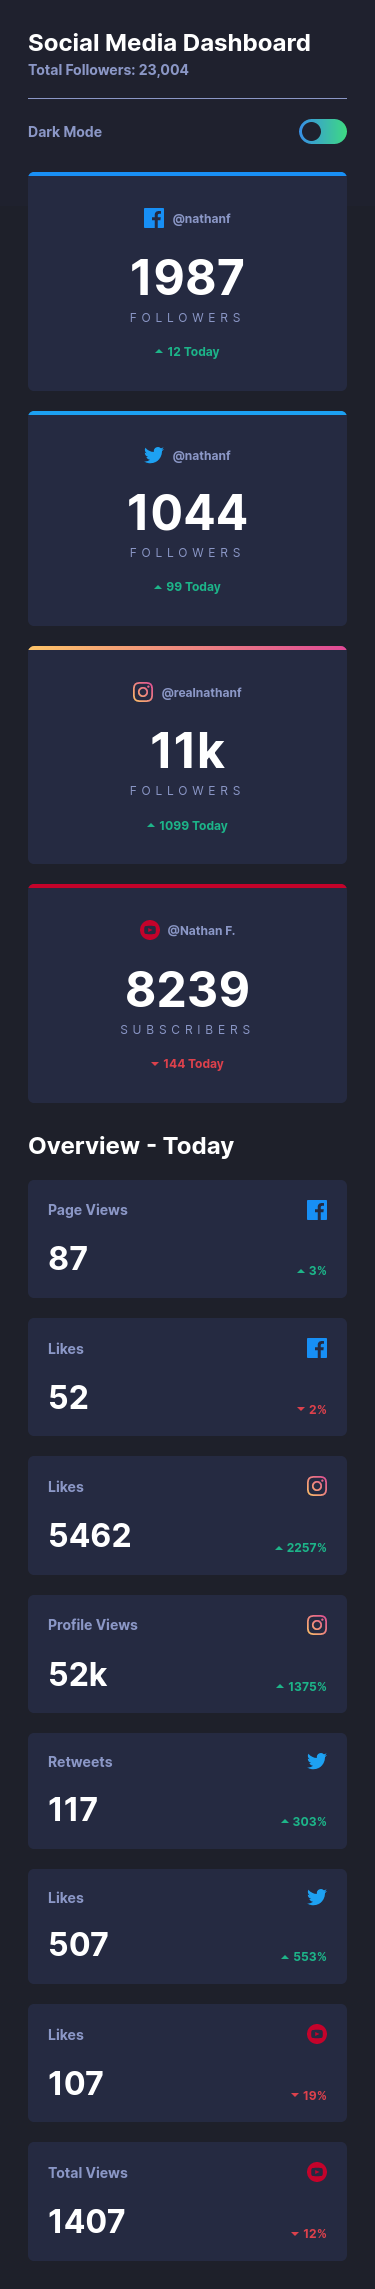 Social Media Dashboard
Total Followers: 23,004
Dark Mode
@nathanf
1987
FOLLOWERS
12 Today
@nathanf
1044
FOLLOWERS
99 Today
@realnathanf
11k
FOLLOWERS
1099 Today
@Nathan F.
8239
SUBSCRIBERS
144 Today
Overview - Today
Page Views
87
3%
Likes
52
2%
Likes
5462
2257%
Profile Views
52k
1375%
Retweets
117
303%
Likes
507
553%
Likes
107
19%
Total Views
1407
12%